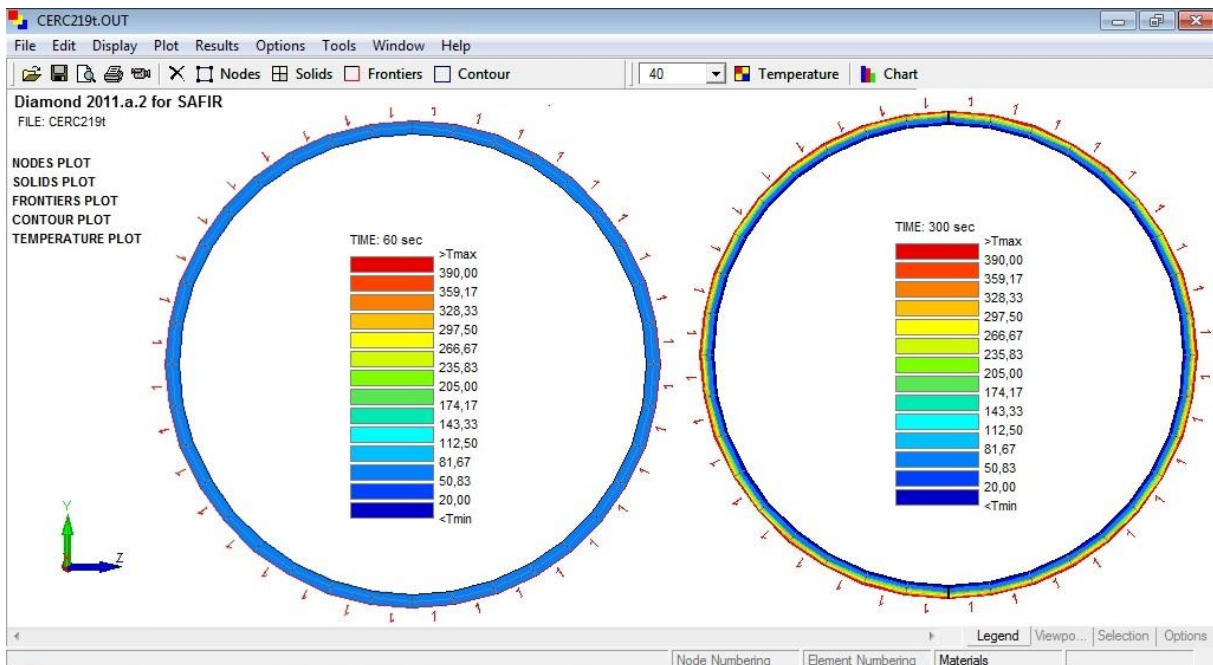 CERC219t.OUT
File Edit Display Plot Results Options Tools Window Help
Nodes Solids Frontiers Contour 40 Temperature Chart
Diamond 2011.a.2 for SAFIR
FILE: CERC219t
NODES PLOT
SOLIDS PLOT
FRONTIERS PLOT
CONTOUR PLOT
TEMPERATURE PLOT
TIME: 60 sec
>Tmax
390,00
359,17
328,33
297,50
266,67
235,83
205,00
174,17
143,33
112,50
81,67
50,83
20,00
<Tmin
TIME: 300 sec
>Tmax
390,00
359,17
328,33
297,50
266,67
235,83
205,00
174,17
143,33
112,50
81,67
50,83
20,00
<Tmin
Y
Z
Legend Viewpo... Selection Options
Node Numbering Element Numbering Materials